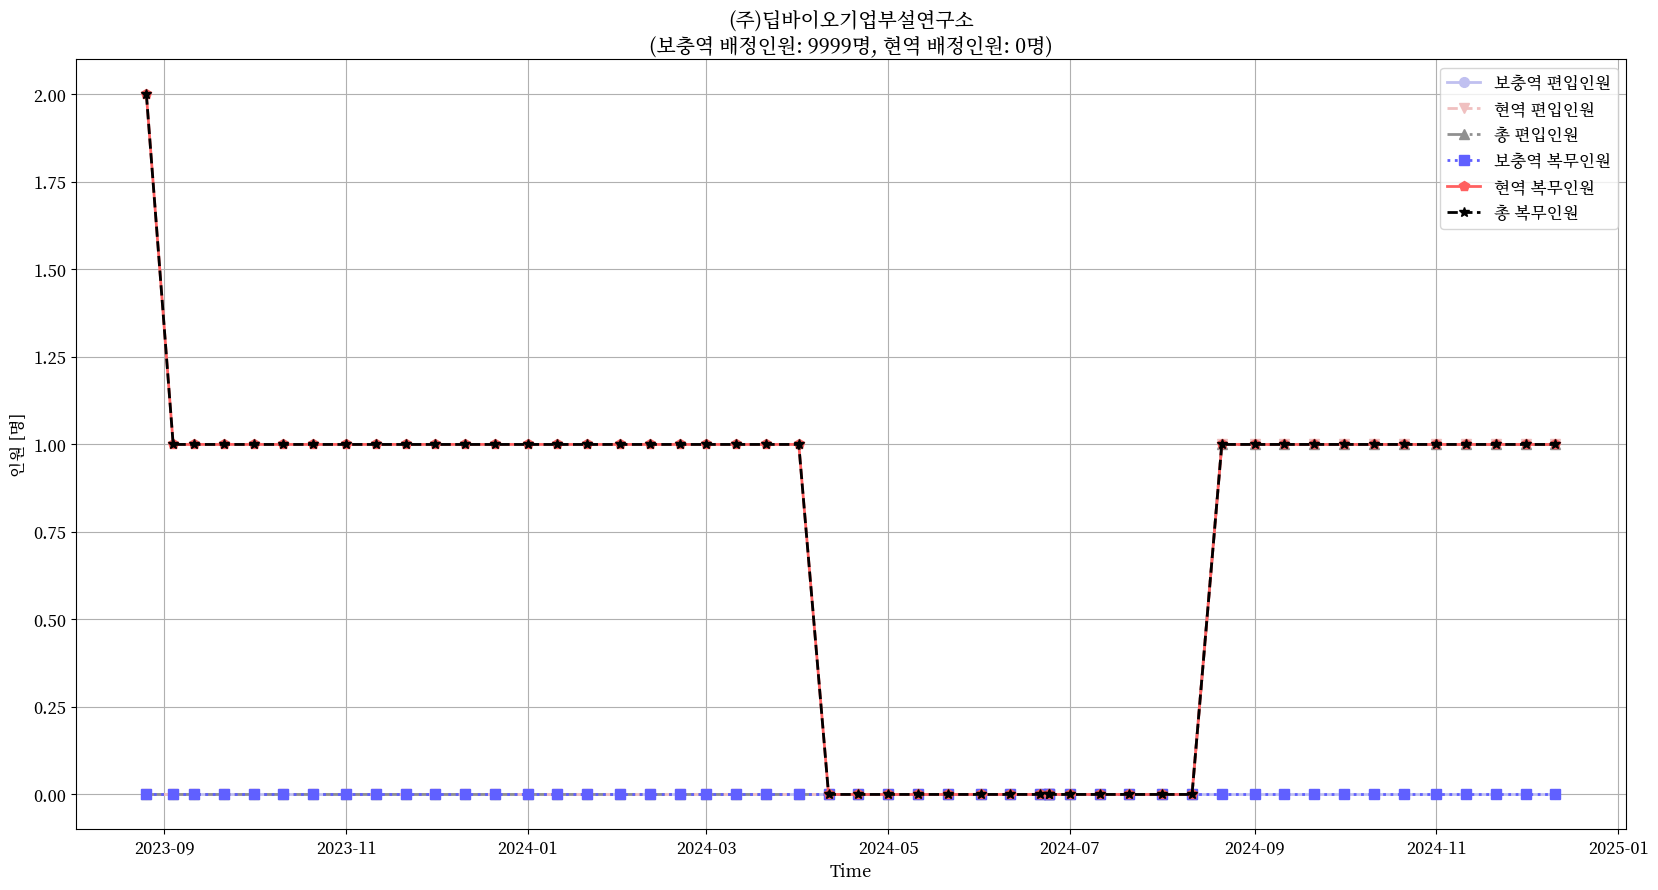 (주)딥바이오기업부설연구소
(보충역 배정인원: 9999명, 현역 배정인원: 0명)
보충역 편입인원
현역 편입인원
총 편입인원
보충역 복무인원
현역 복무인원
총 복무인원
인원 [명]
2.00
1.75
1.50
1.25
1.00
0.75
0.50
0.25
0.00
2023-09
2023-11
2024-01
2024-03
2024-05
2024-07
2024-09
2024-11
2025-01
Time